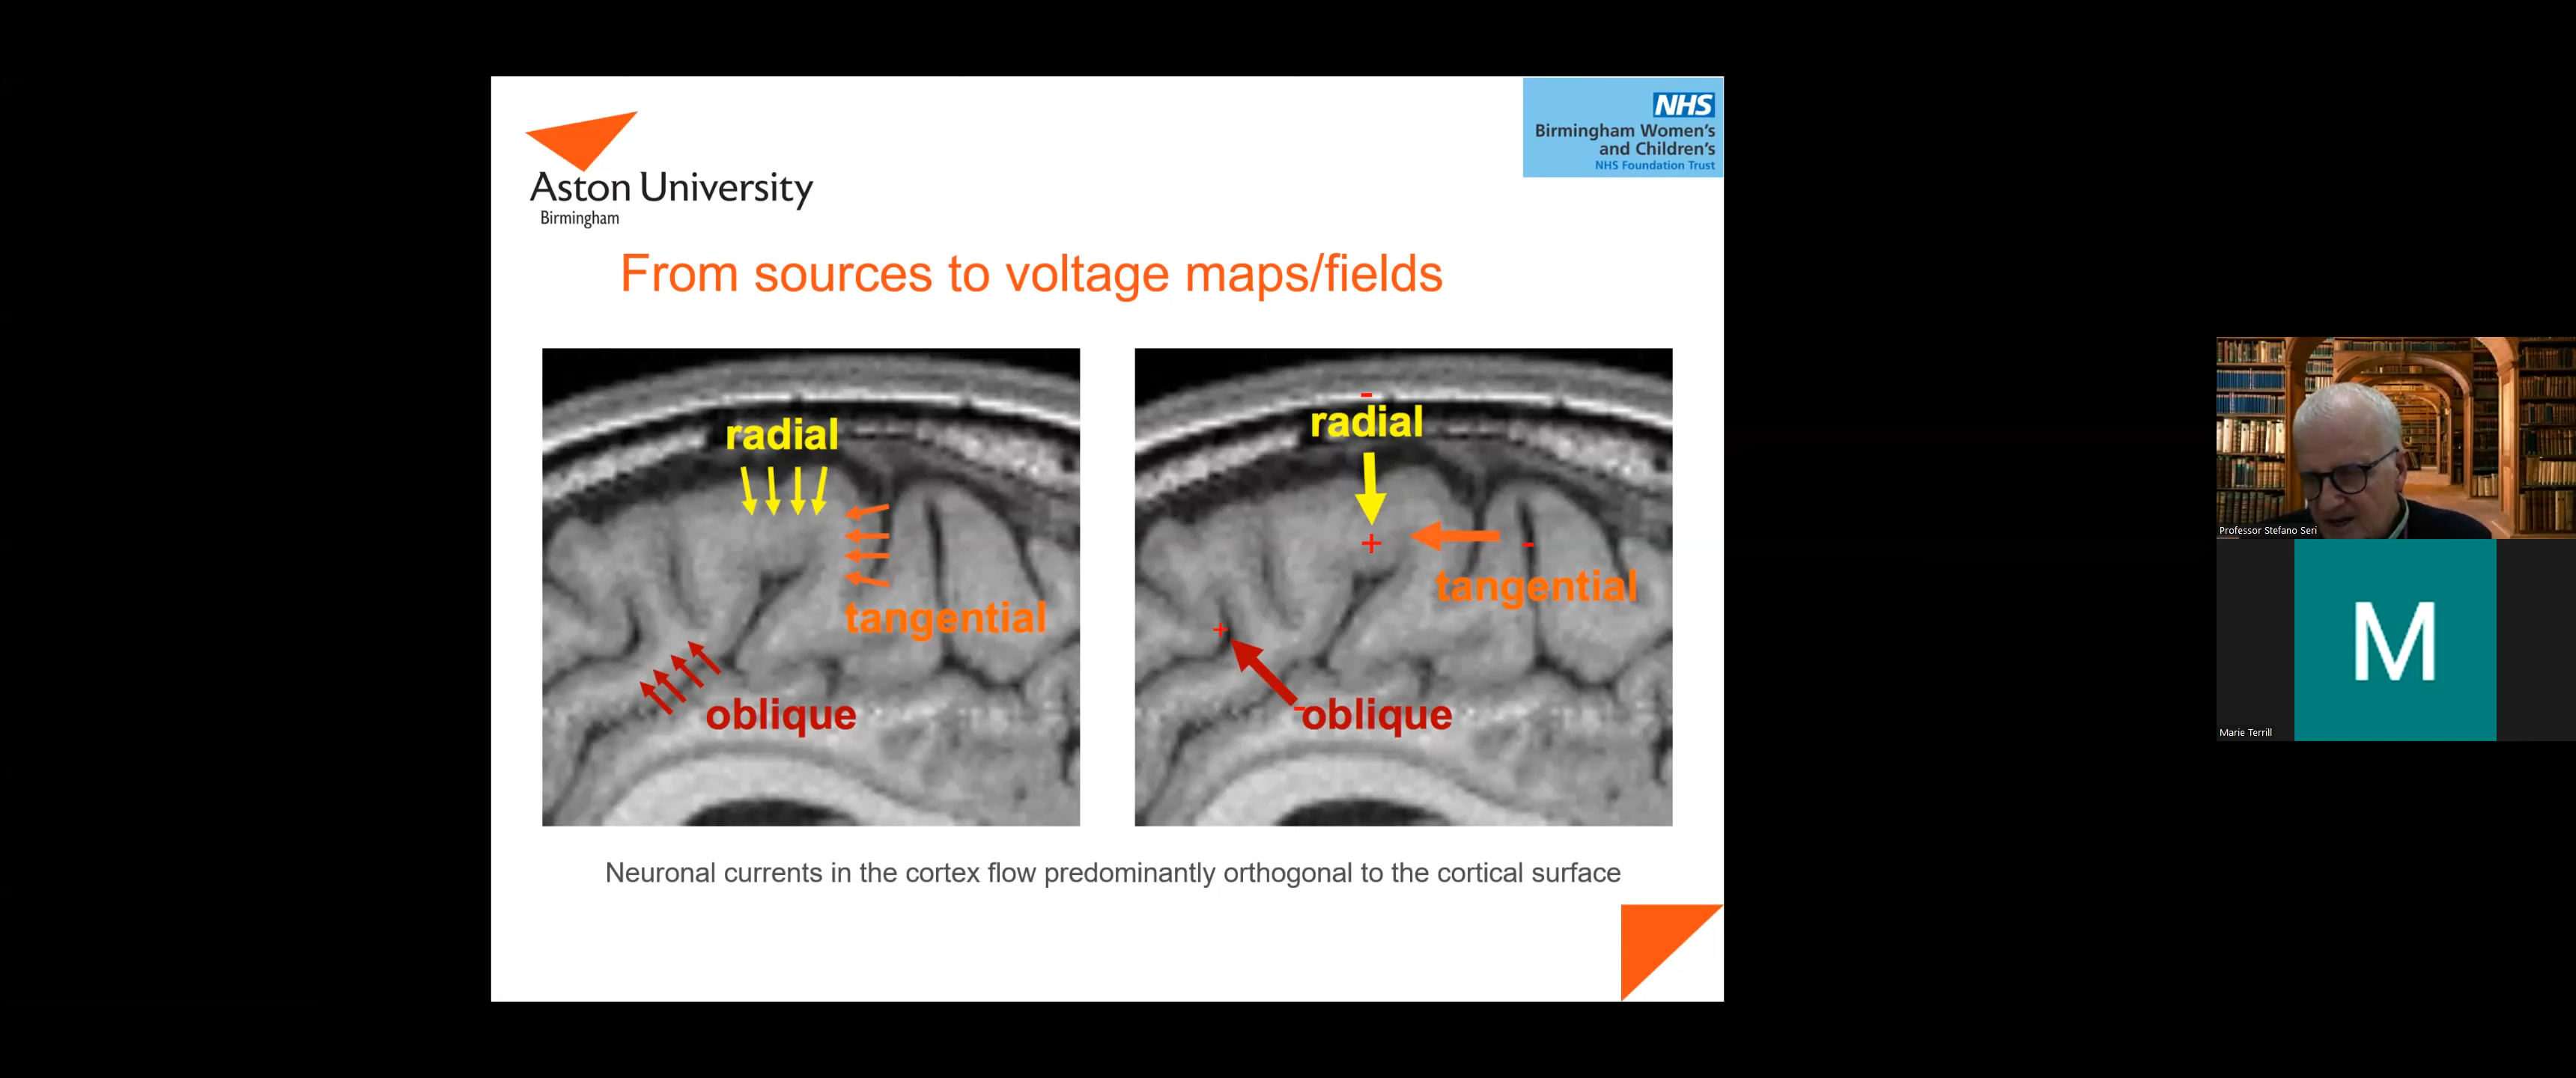 NHS
Birmingham Women's
and Children's
NHS Foundation Trust
Aston University
Birmingham
From sources to voltage maps/fields
radial
tangential
oblique
-
radial
+
-
tangential
+
-
oblique
Neuronal currents in the cortex flow predominantly orthogonal to the cortical surface
Professor Stefano Seri
M
Marie Terrill